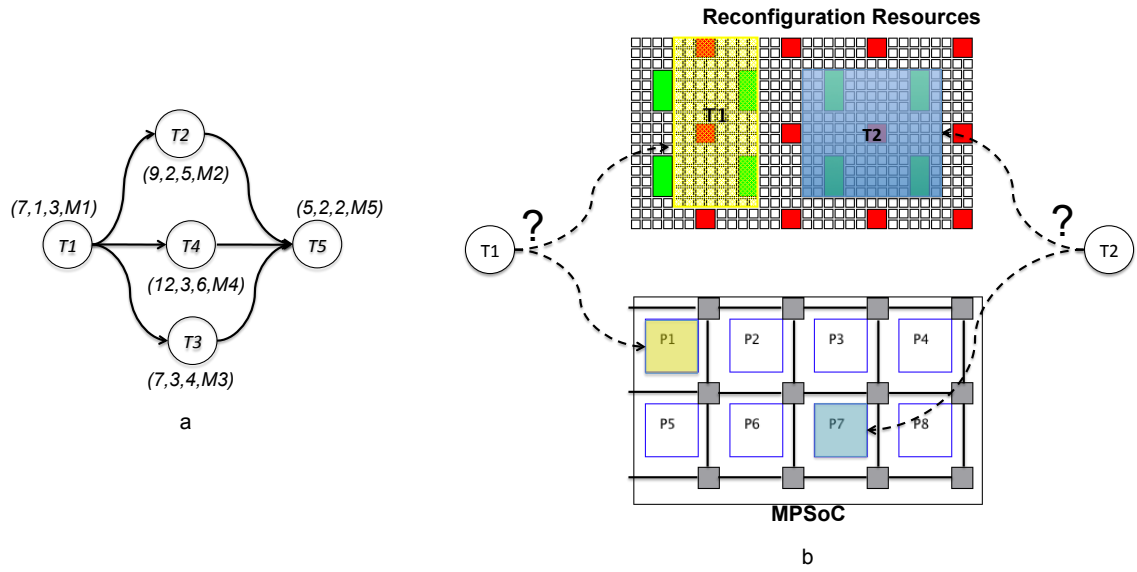 T2
(9,2,5,M2)
(7,1,3,M1)
T1
T4
(12,3,6,M4)
(5,2,2,M5)
T5
T3
(7,3,4,M3)
a
Reconfiguration Resources
T1
T2
T1
?
?
T2
P1
P2
P3
P4
P5
P6
P7
P8
MPSoC
b